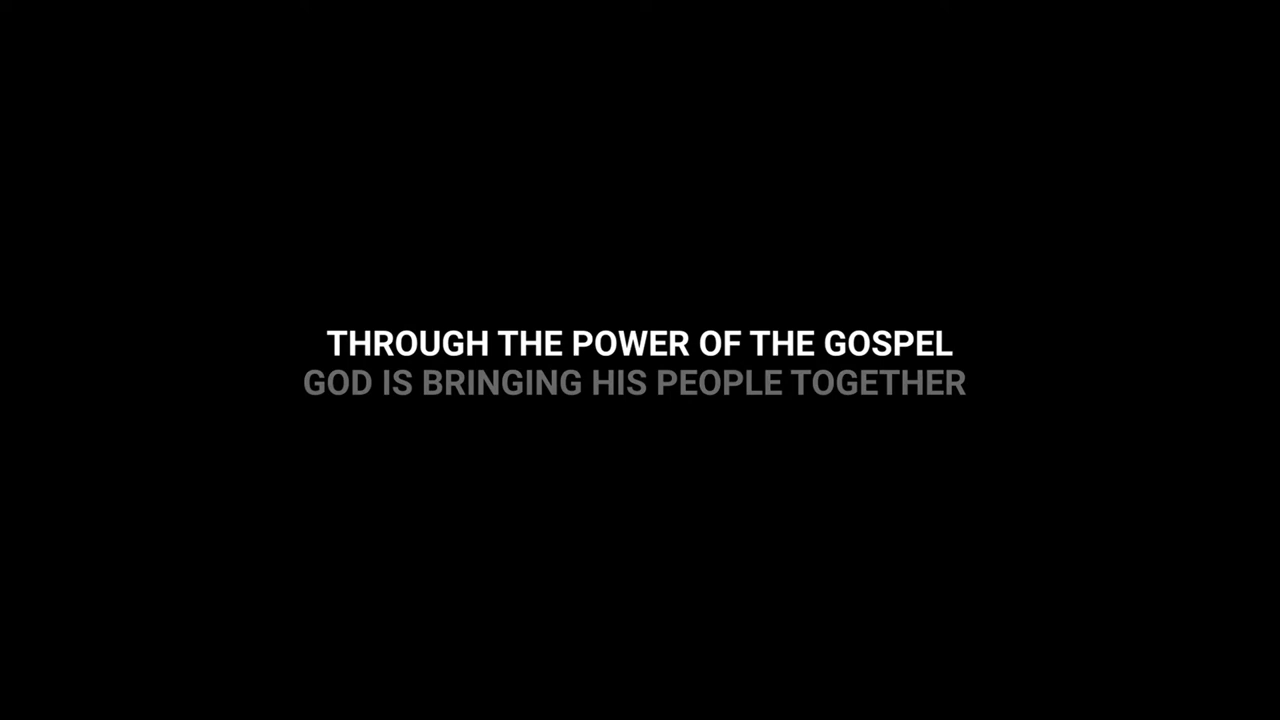 THROUGH THE POWER OF THE GOSPEL
GOD IS BRINGING HIS PEOPLE TOGETHER